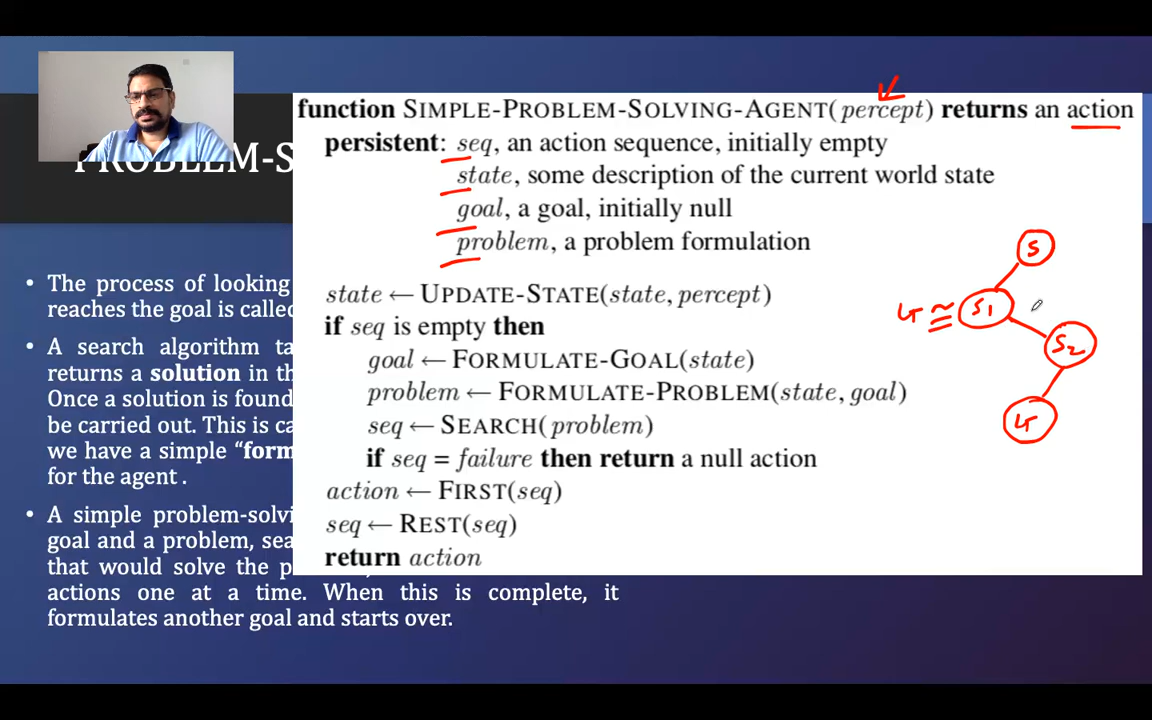 PROBLEM-S
function SIMPLE-PROBLEM-SOLVING-AGENT(percept) returns an action
persistent: seq, an action sequence, initially empty
state, some description of the current world state
goal, a goal, initially null
problem, a problem formulation
state ← UPDATE-STATE(state, percept)
if seq is empty then
goal ← FORMULATE-GOAL(state)
problem ← FORMULATE-PROBLEM(state, goal)
seq ← SEARCH(problem)
if seq = failure then return a null action
action ← FIRST(seq)
seq ← REST(seq)
return action
S
G ≅ S1
S2
G
• The process of looking
reaches the goal is called
• A search algorithm ta
returns a solution in th
Once a solution is found
be carried out. This is ca
we have a simple “form
for the agent .
• A simple problem-solvi
goal and a problem, sea
that would solve the p
actions one at a time. When this is complete, it
formulates another goal and starts over.